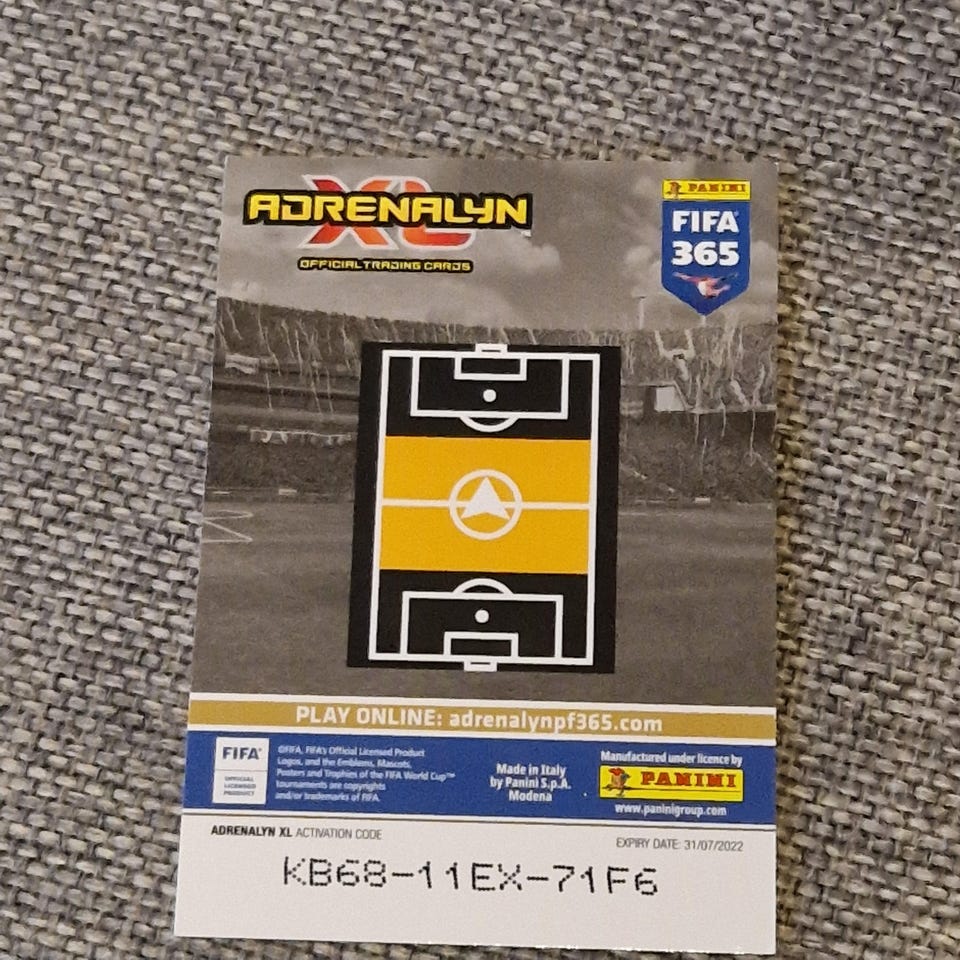 ADRENALYN XL
OFFICIAL TRADING CARDS
PANINI
FIFA
365
PLAY ONLINE: adrenalynpf365.com
FIFA
OFFICIAL
LICENSED
PRODUCT
©FIFA, FIFA's Official Licensed Product
Logos, and the Emblems, Mascots,
Posters and Trophies of the FIFA World Cup™
tournaments are copyrights
and/or trademarks of FIFA.
Made in Italy
by Panini S.p.A.
Modena
Manufactured under licence by
PANINI
www.paninigroup.com
ADRENALYN XL ACTIVATION CODE
EXPIRY DATE: 31/07/2022
KB68-11EX-71F6